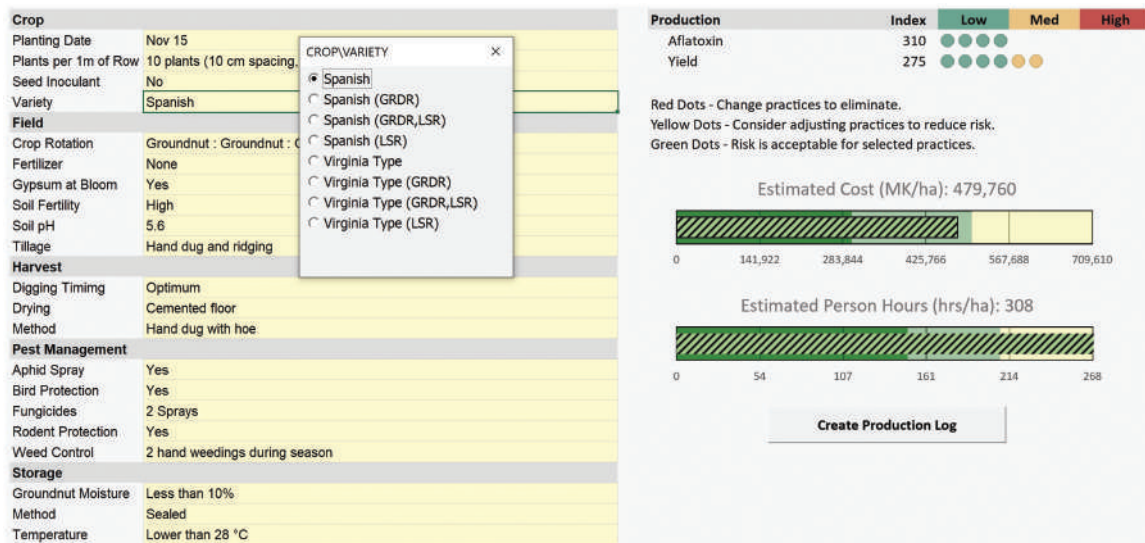 Crop
Planting Date Nov 15
Plants per 1m of Row 10 plants (10 cm spacing,
Seed Inoculant No
Variety Spanish
Field
Crop Rotation Groundnut : Groundnut :
Fertilizer None
Gypsum at Bloom Yes
Soil Fertility High
Soil pH 5.6
Tillage Hand dug and ridging
Harvest
Digging Timimg Optimum
Drying Cemented floor
Method Hand dug with hoe
Pest Management
Aphid Spray Yes
Bird Protection Yes
Fungicides 2 Sprays
Rodent Protection Yes
Weed Control 2 hand weedings during season
Storage
Groundnut Moisture Less than 10%
Method Sealed
Temperature Lower than 28 °C
CROP\VARIETY ×
Spanish
Spanish (GRDR)
Spanish (GRDR,LSR)
Spanish (LSR)
Virginia Type
Virginia Type (GRDR)
Virginia Type (GRDR,LSR)
Virginia Type (LSR)
Production Index Low Med High
Aflatoxin 310
Yield 275
Red Dots - Change practices to eliminate.
Yellow Dots - Consider adjusting practices to reduce risk.
Green Dots - Risk is acceptable for selected practices.
Estimated Cost (MK/ha): 479,760
0 141,922 283,844 425,766 567,688 709,610
Estimated Person Hours (hrs/ha): 308
0 54 107 161 214 268
Create Production Log